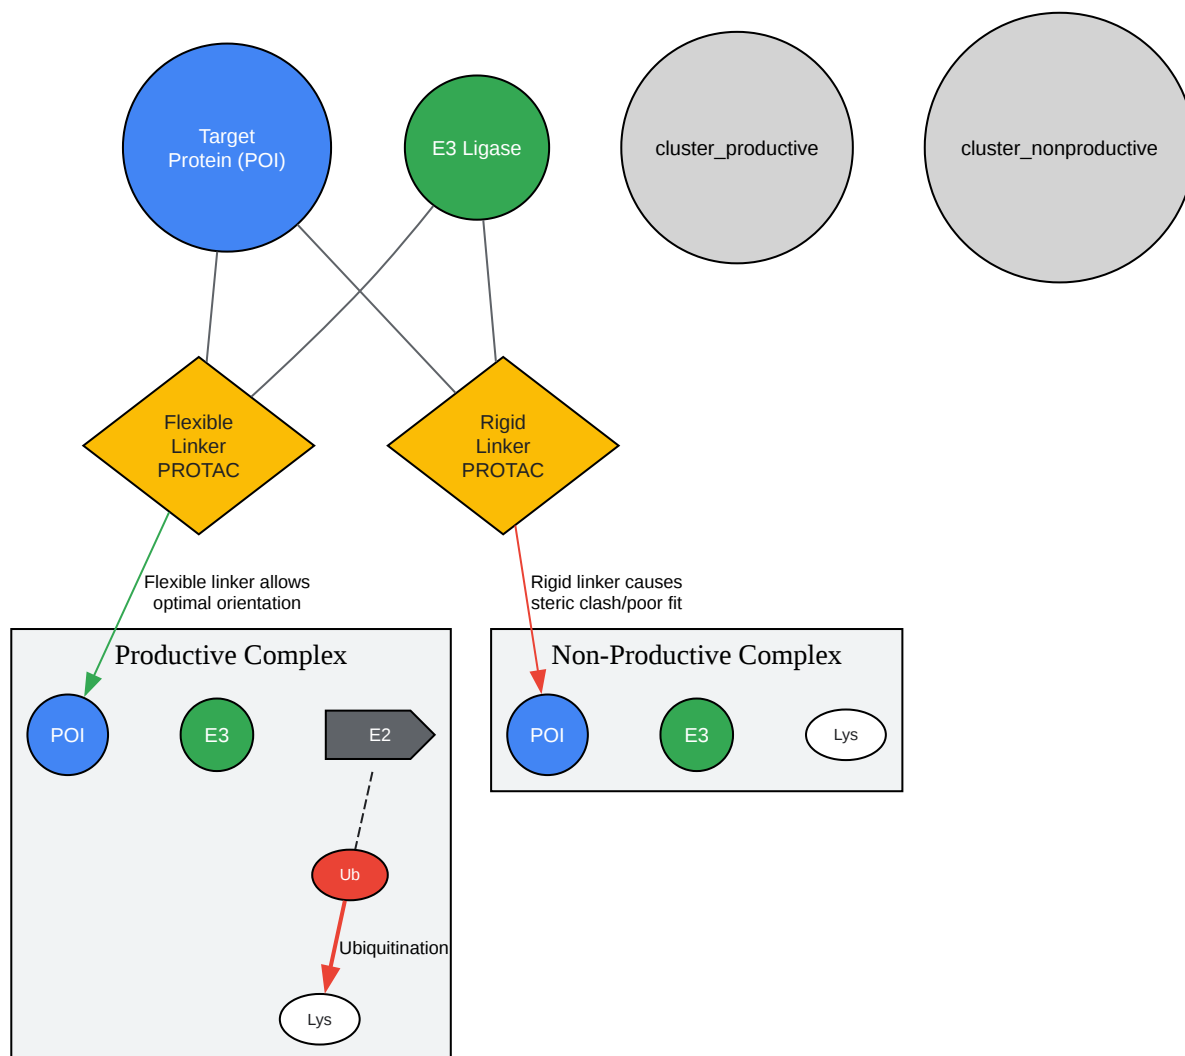 Target
Protein (POI)
E3 Ligase
cluster_productive
cluster_nonproductive
Flexible
Linker
PROTAC
Rigid
Linker
PROTAC
Flexible linker allows
optimal orientation
Rigid linker causes
steric clash/poor fit
Productive Complex
POI
E3
E2
Ub
Ubiquitination
Lys
Non-Productive Complex
POI
E3
Lys